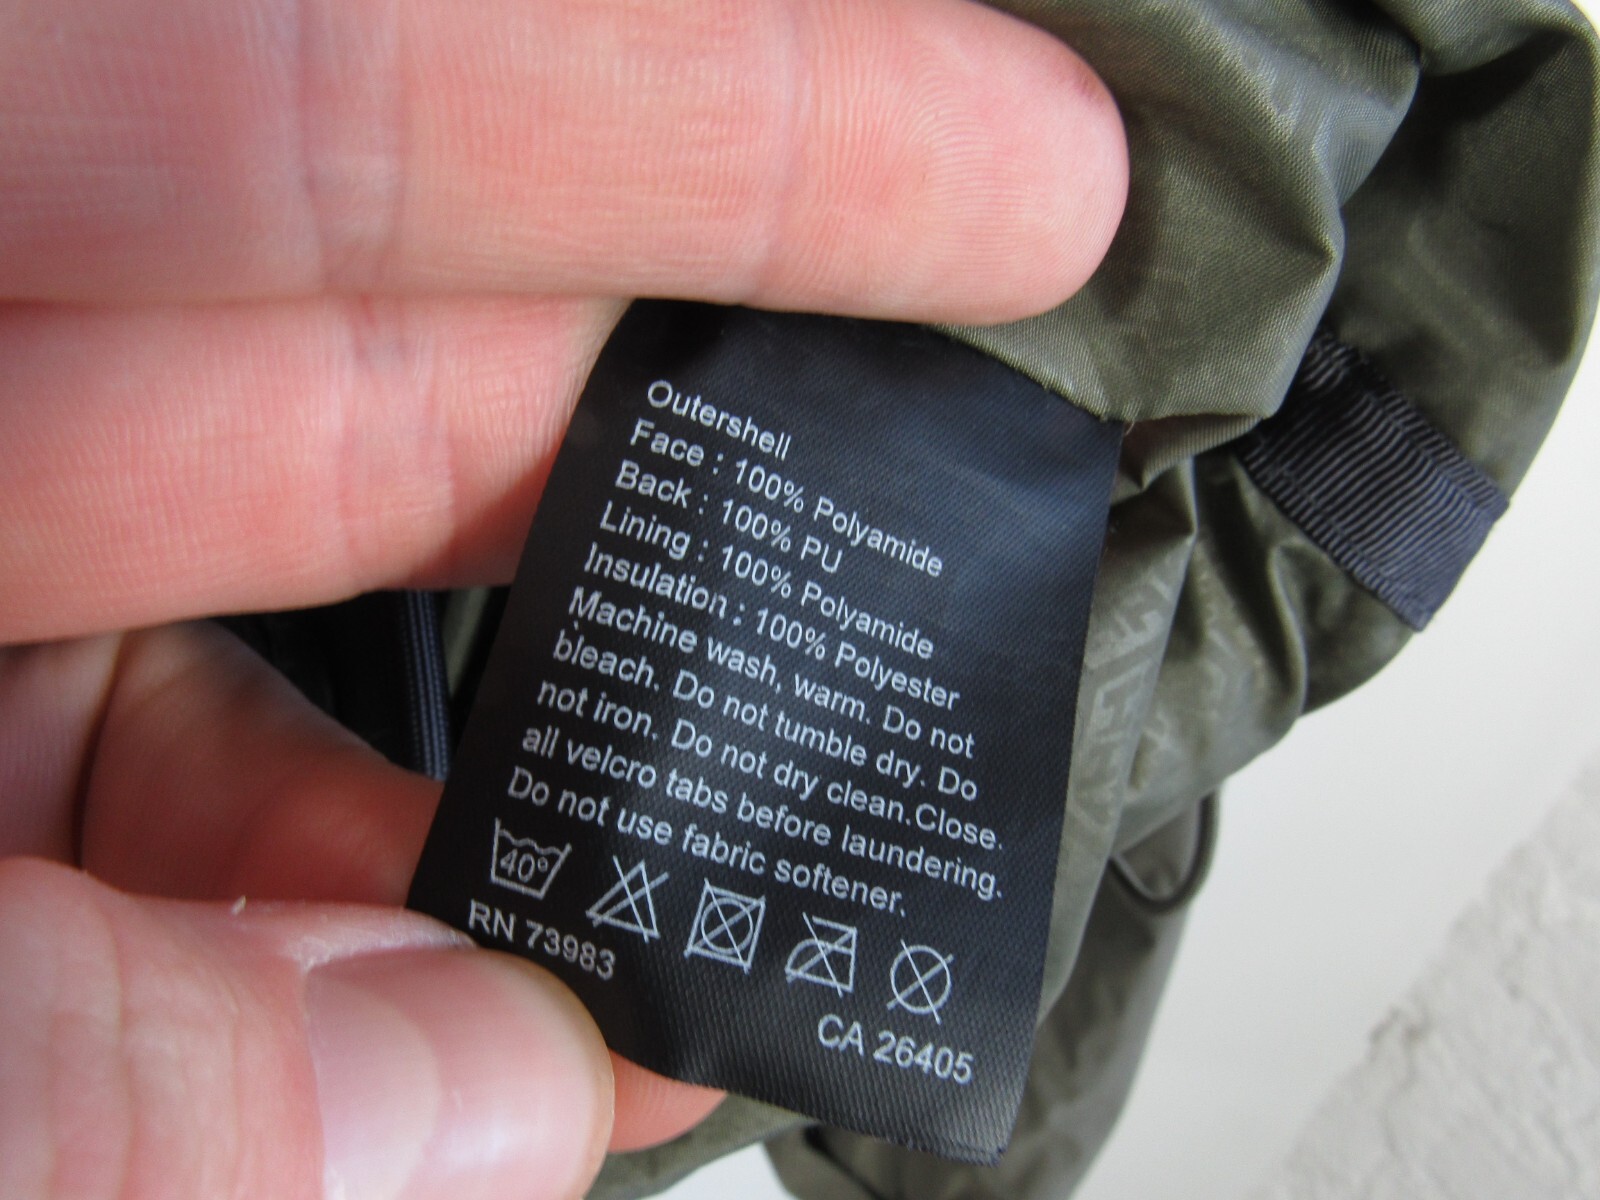 Outershell
Face : 100% Polyamide
Back : 100% PU
Lining : 100% Polyamide
Insulation : 100% Polyester
Machine wash, warm. Do not
bleach. Do not tumble dry. Do
not iron. Do not dry clean.Close
all velcro tabs before laundering.
Do not use fabric softener.
40°
RN 73983
CA 26405